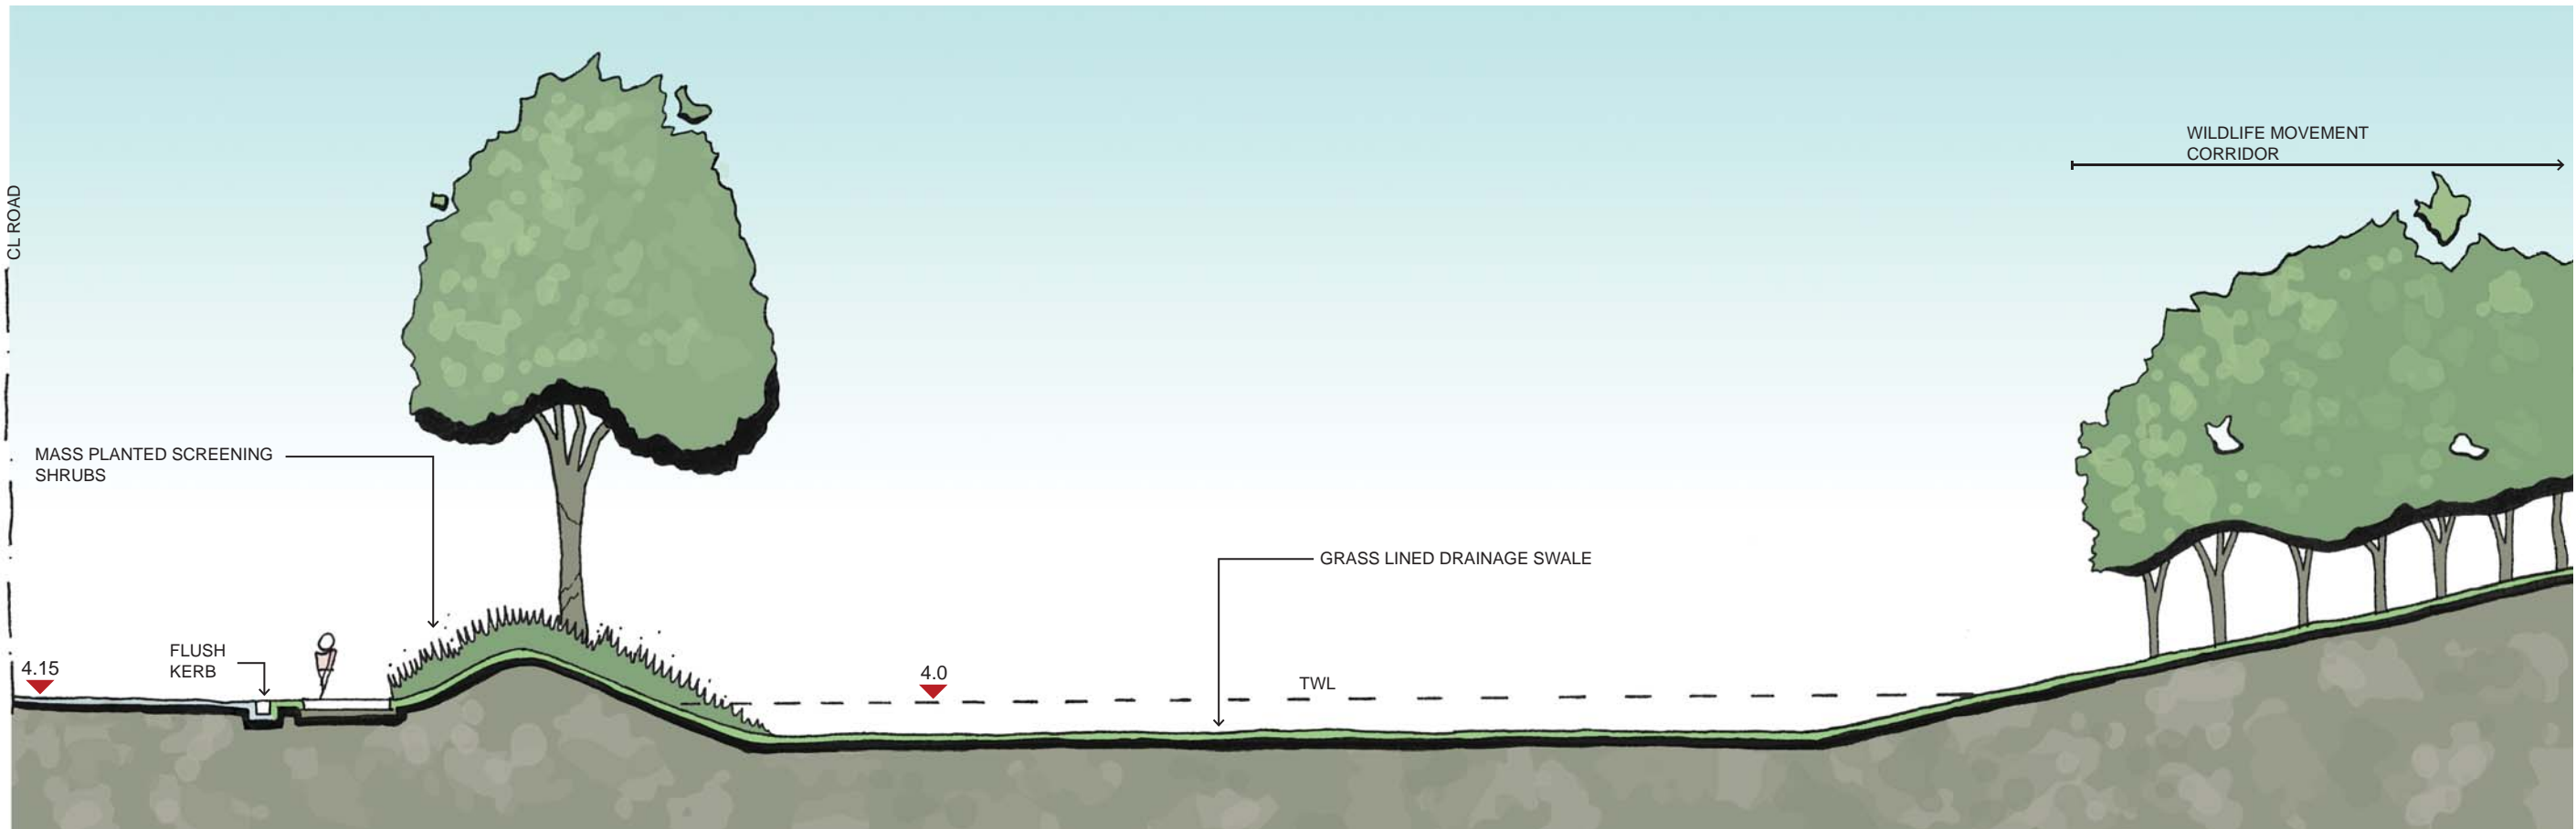 WILDLIFE MOVEMENT
CORRIDOR
CL ROAD
MASS PLANTED SCREENING
SHRUBS
GRASS LINED DRAINAGE SWALE
FLUSH
KERB
4.15
4.0
TWL